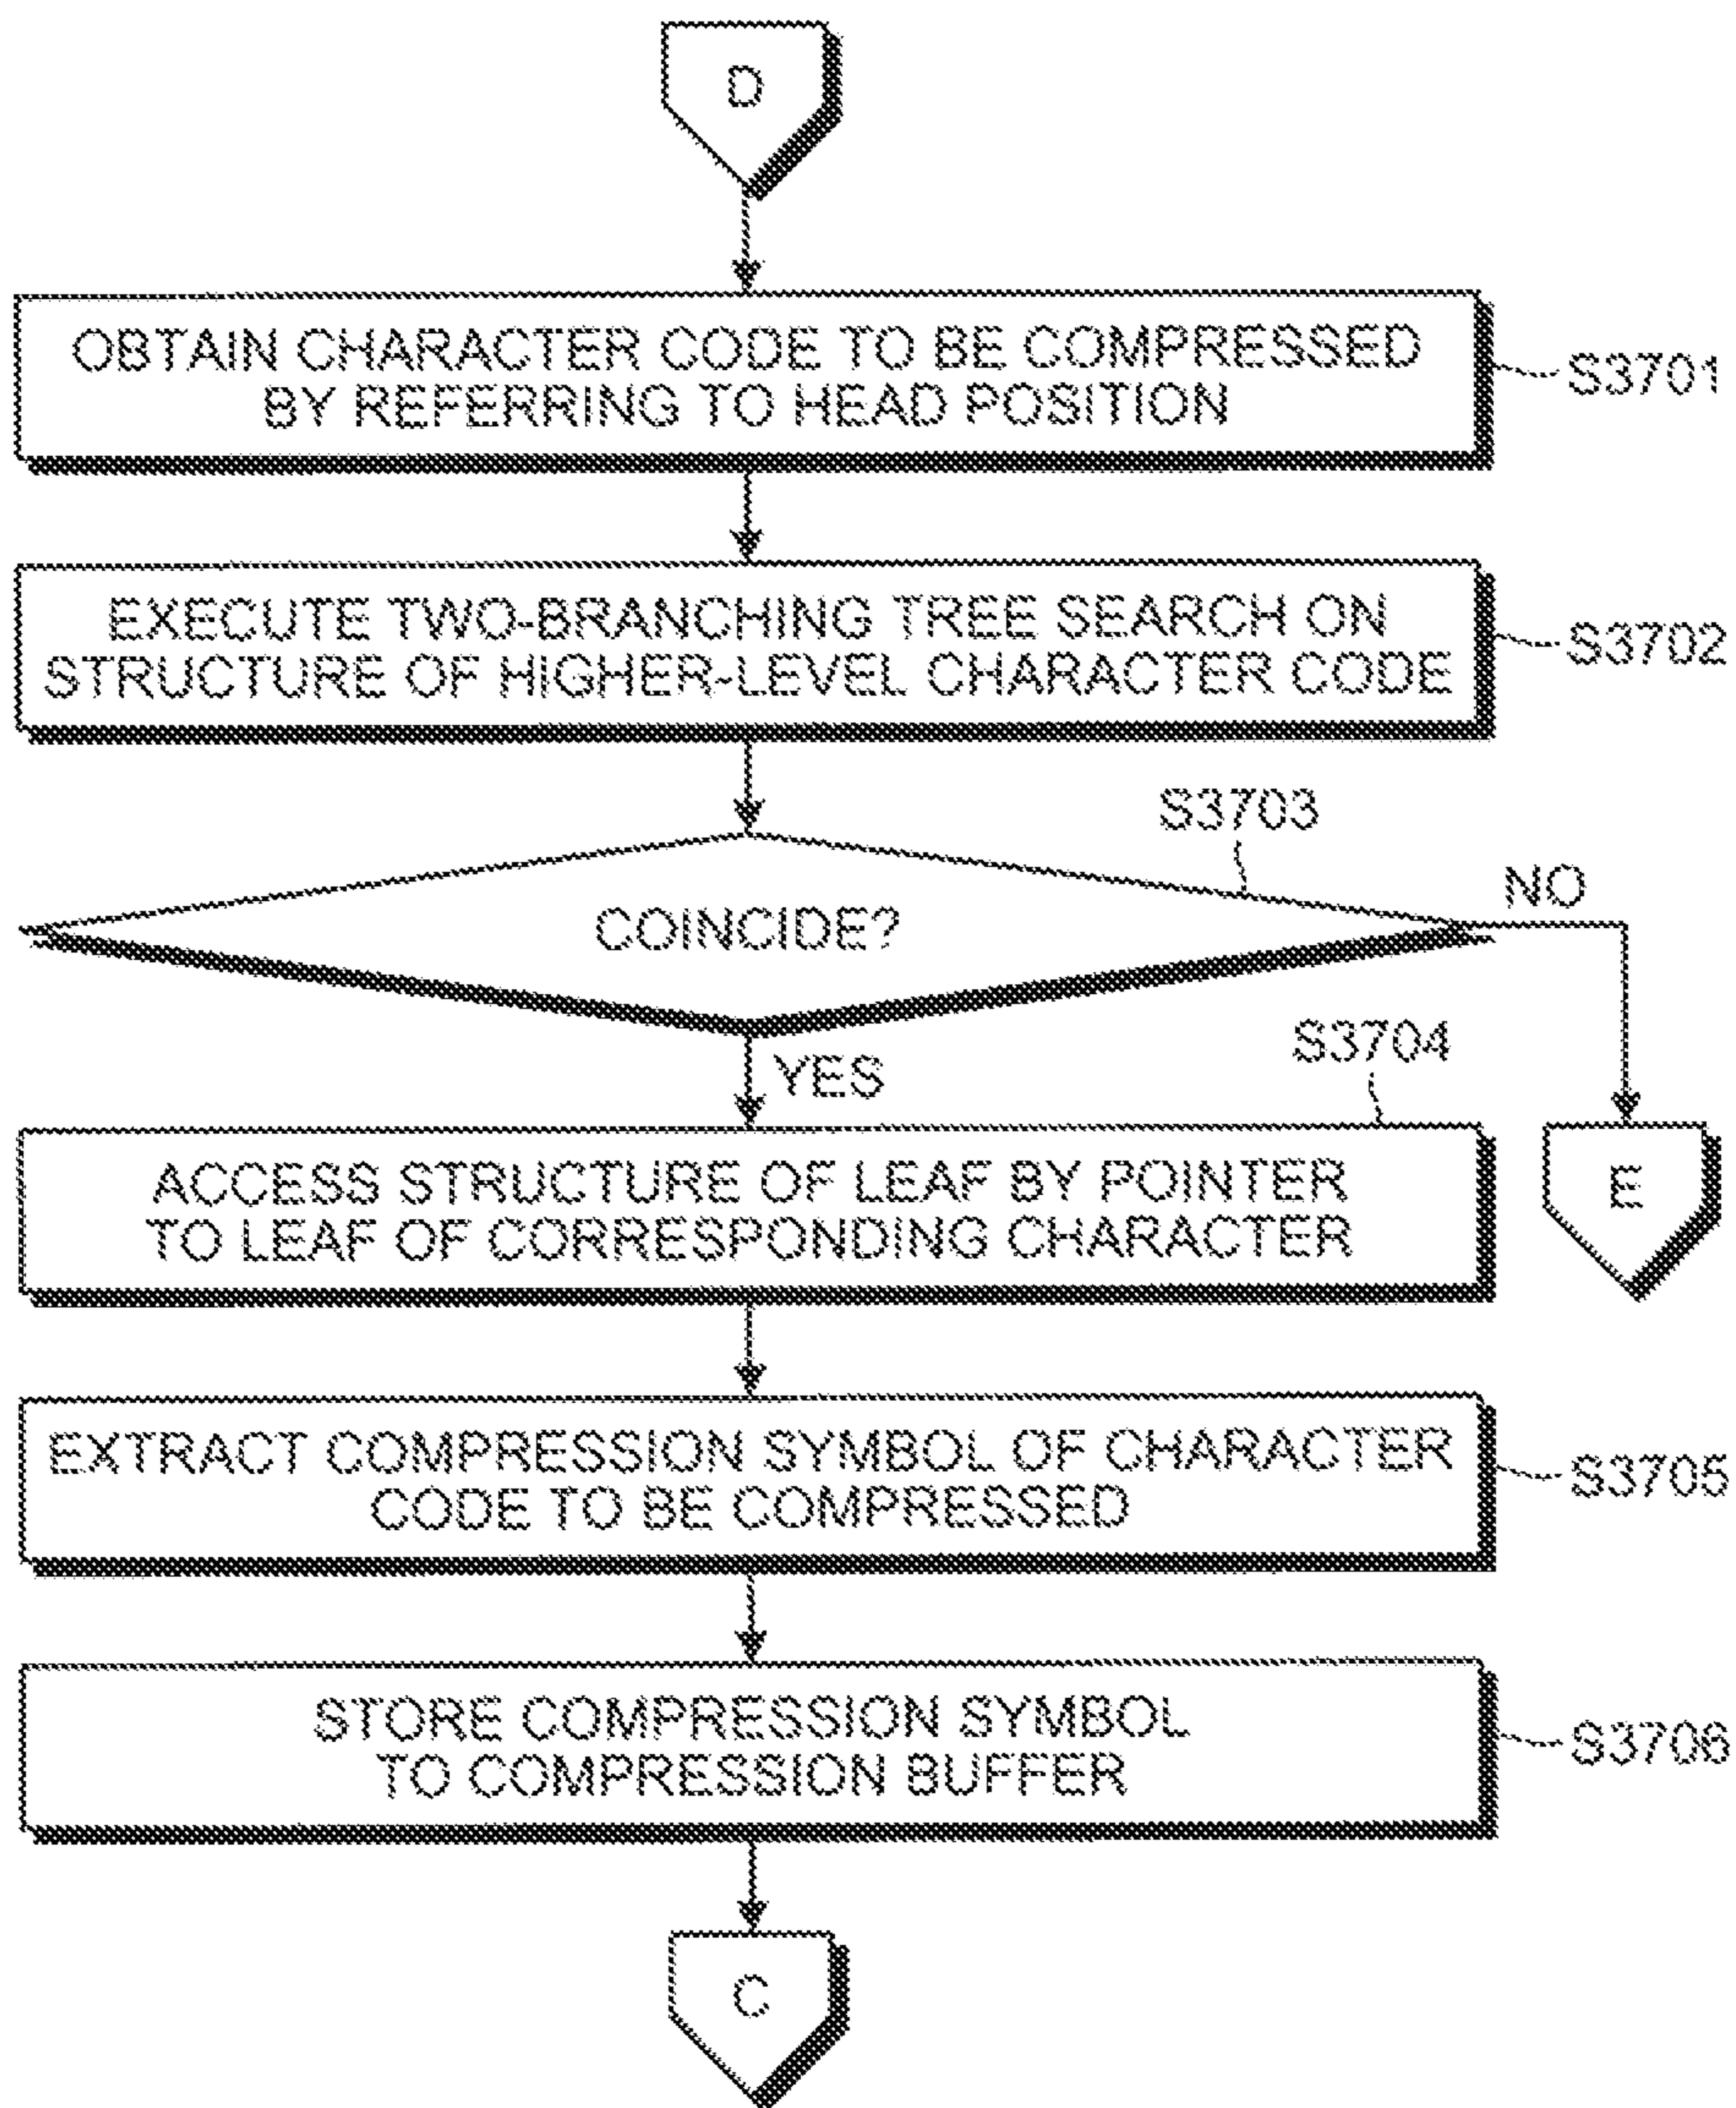 D
OBTAIN CHARACTER CODE TO BE COMPRESSED
BY REFERRING TO HEAD POSITION
S3701
EXECUTE TWO-BRANCHING TREE SEARCH ON
STRUCTURE OF HIGHER-LEVEL CHARACTER CODE
S3702
S3703
COINCIDE?
NO
YES
S3704
ACCESS STRUCTURE OF LEAF BY POINTER
TO LEAF OF CORRESPONDING CHARACTER
E
EXTRACT COMPRESSION SYMBOL OF CHARACTER
CODE TO BE COMPRESSED
S3705
STORE COMPRESSION SYMBOL
TO COMPRESSION BUFFER
S3706
C